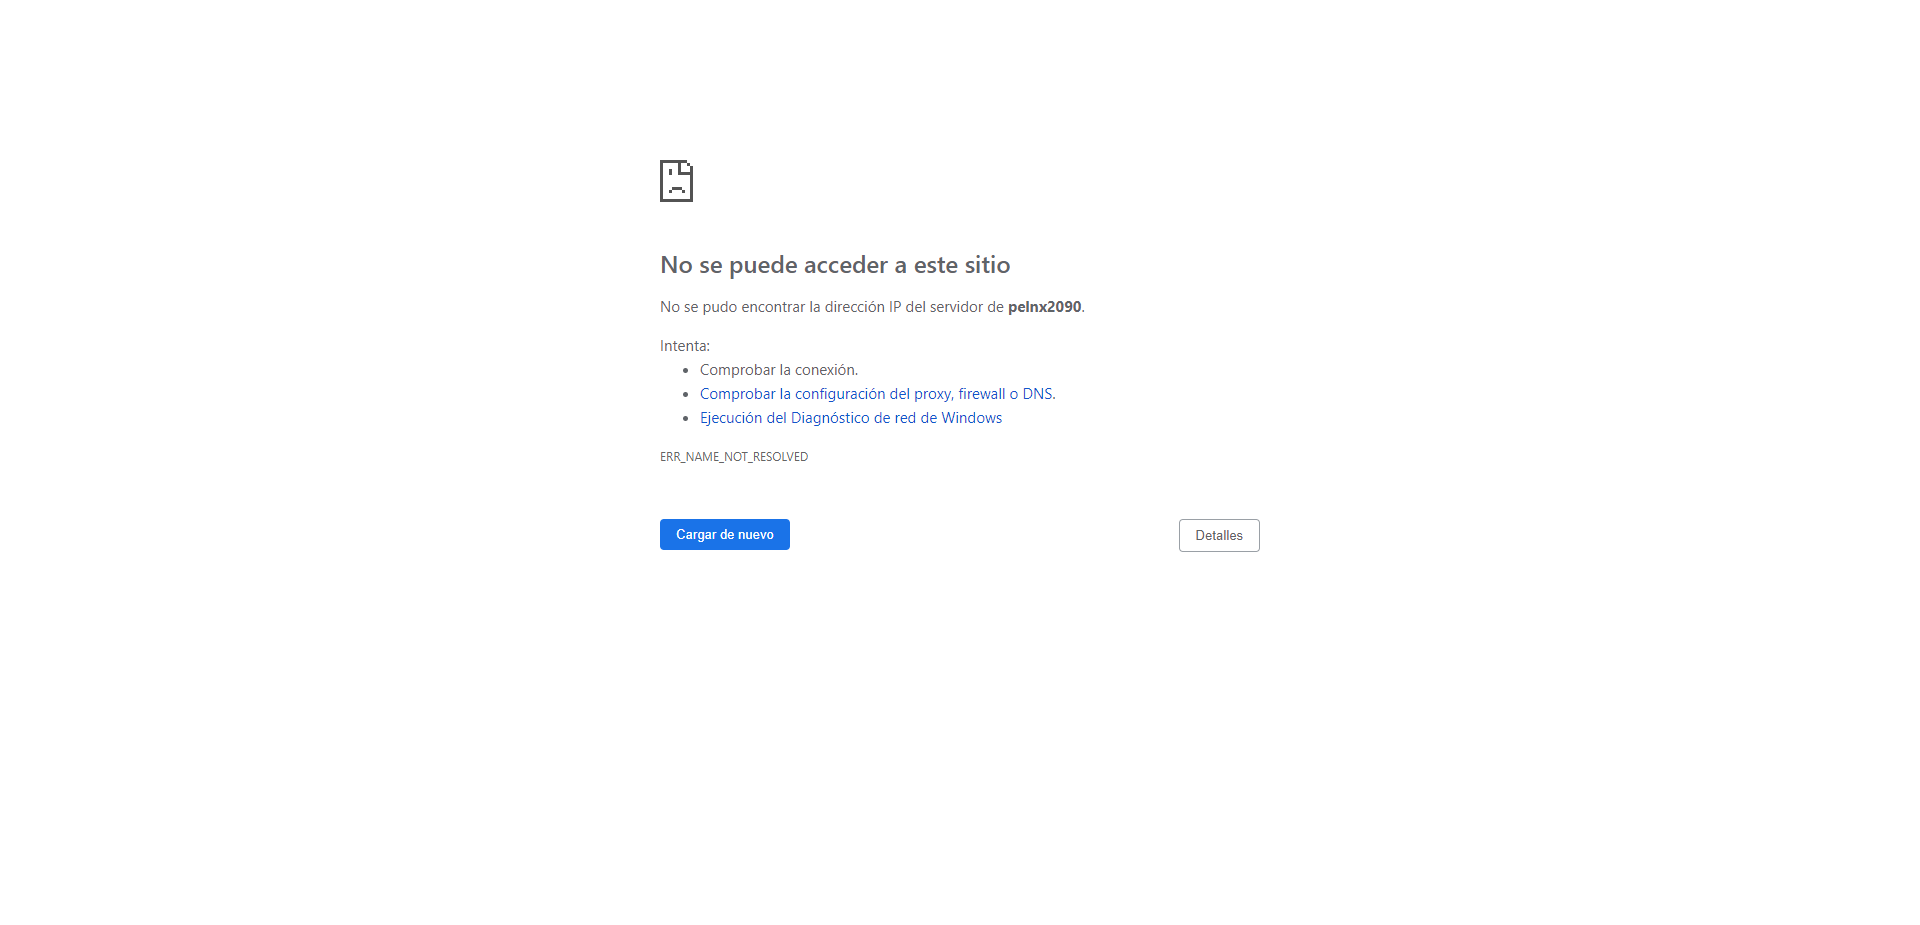 No se puede acceder a este sitio
No se pudo encontrar la dirección IP del servidor de pelnx2090.
Intenta:
Comprobar la conexión.
Comprobar la configuración del proxy, firewall o DNS.
Ejecución del Diagnóstico de red de Windows
ERR_NAME_NOT_RESOLVED
Cargar de nuevo
Detalles